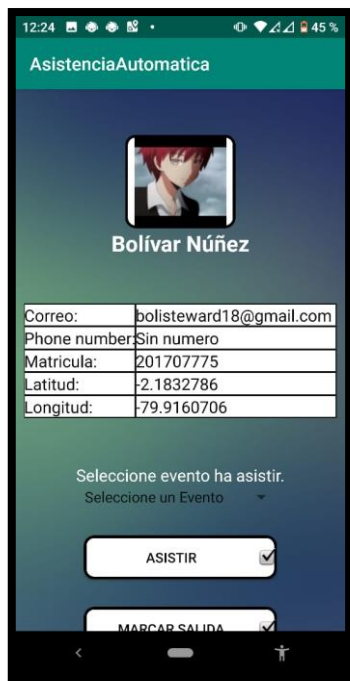 12:24 45 %
AsistenciaAutomatica
Bolívar Núñez
Correo: bolisteward18@gmail.com
Phone number: Sin numero
Matricula: 201707775
Latitud: -2.1832786
Longitud: -79.9160706
Seleccione evento ha asistir.
Seleccione un Evento
ASISTIR
MARCAR SALIDA